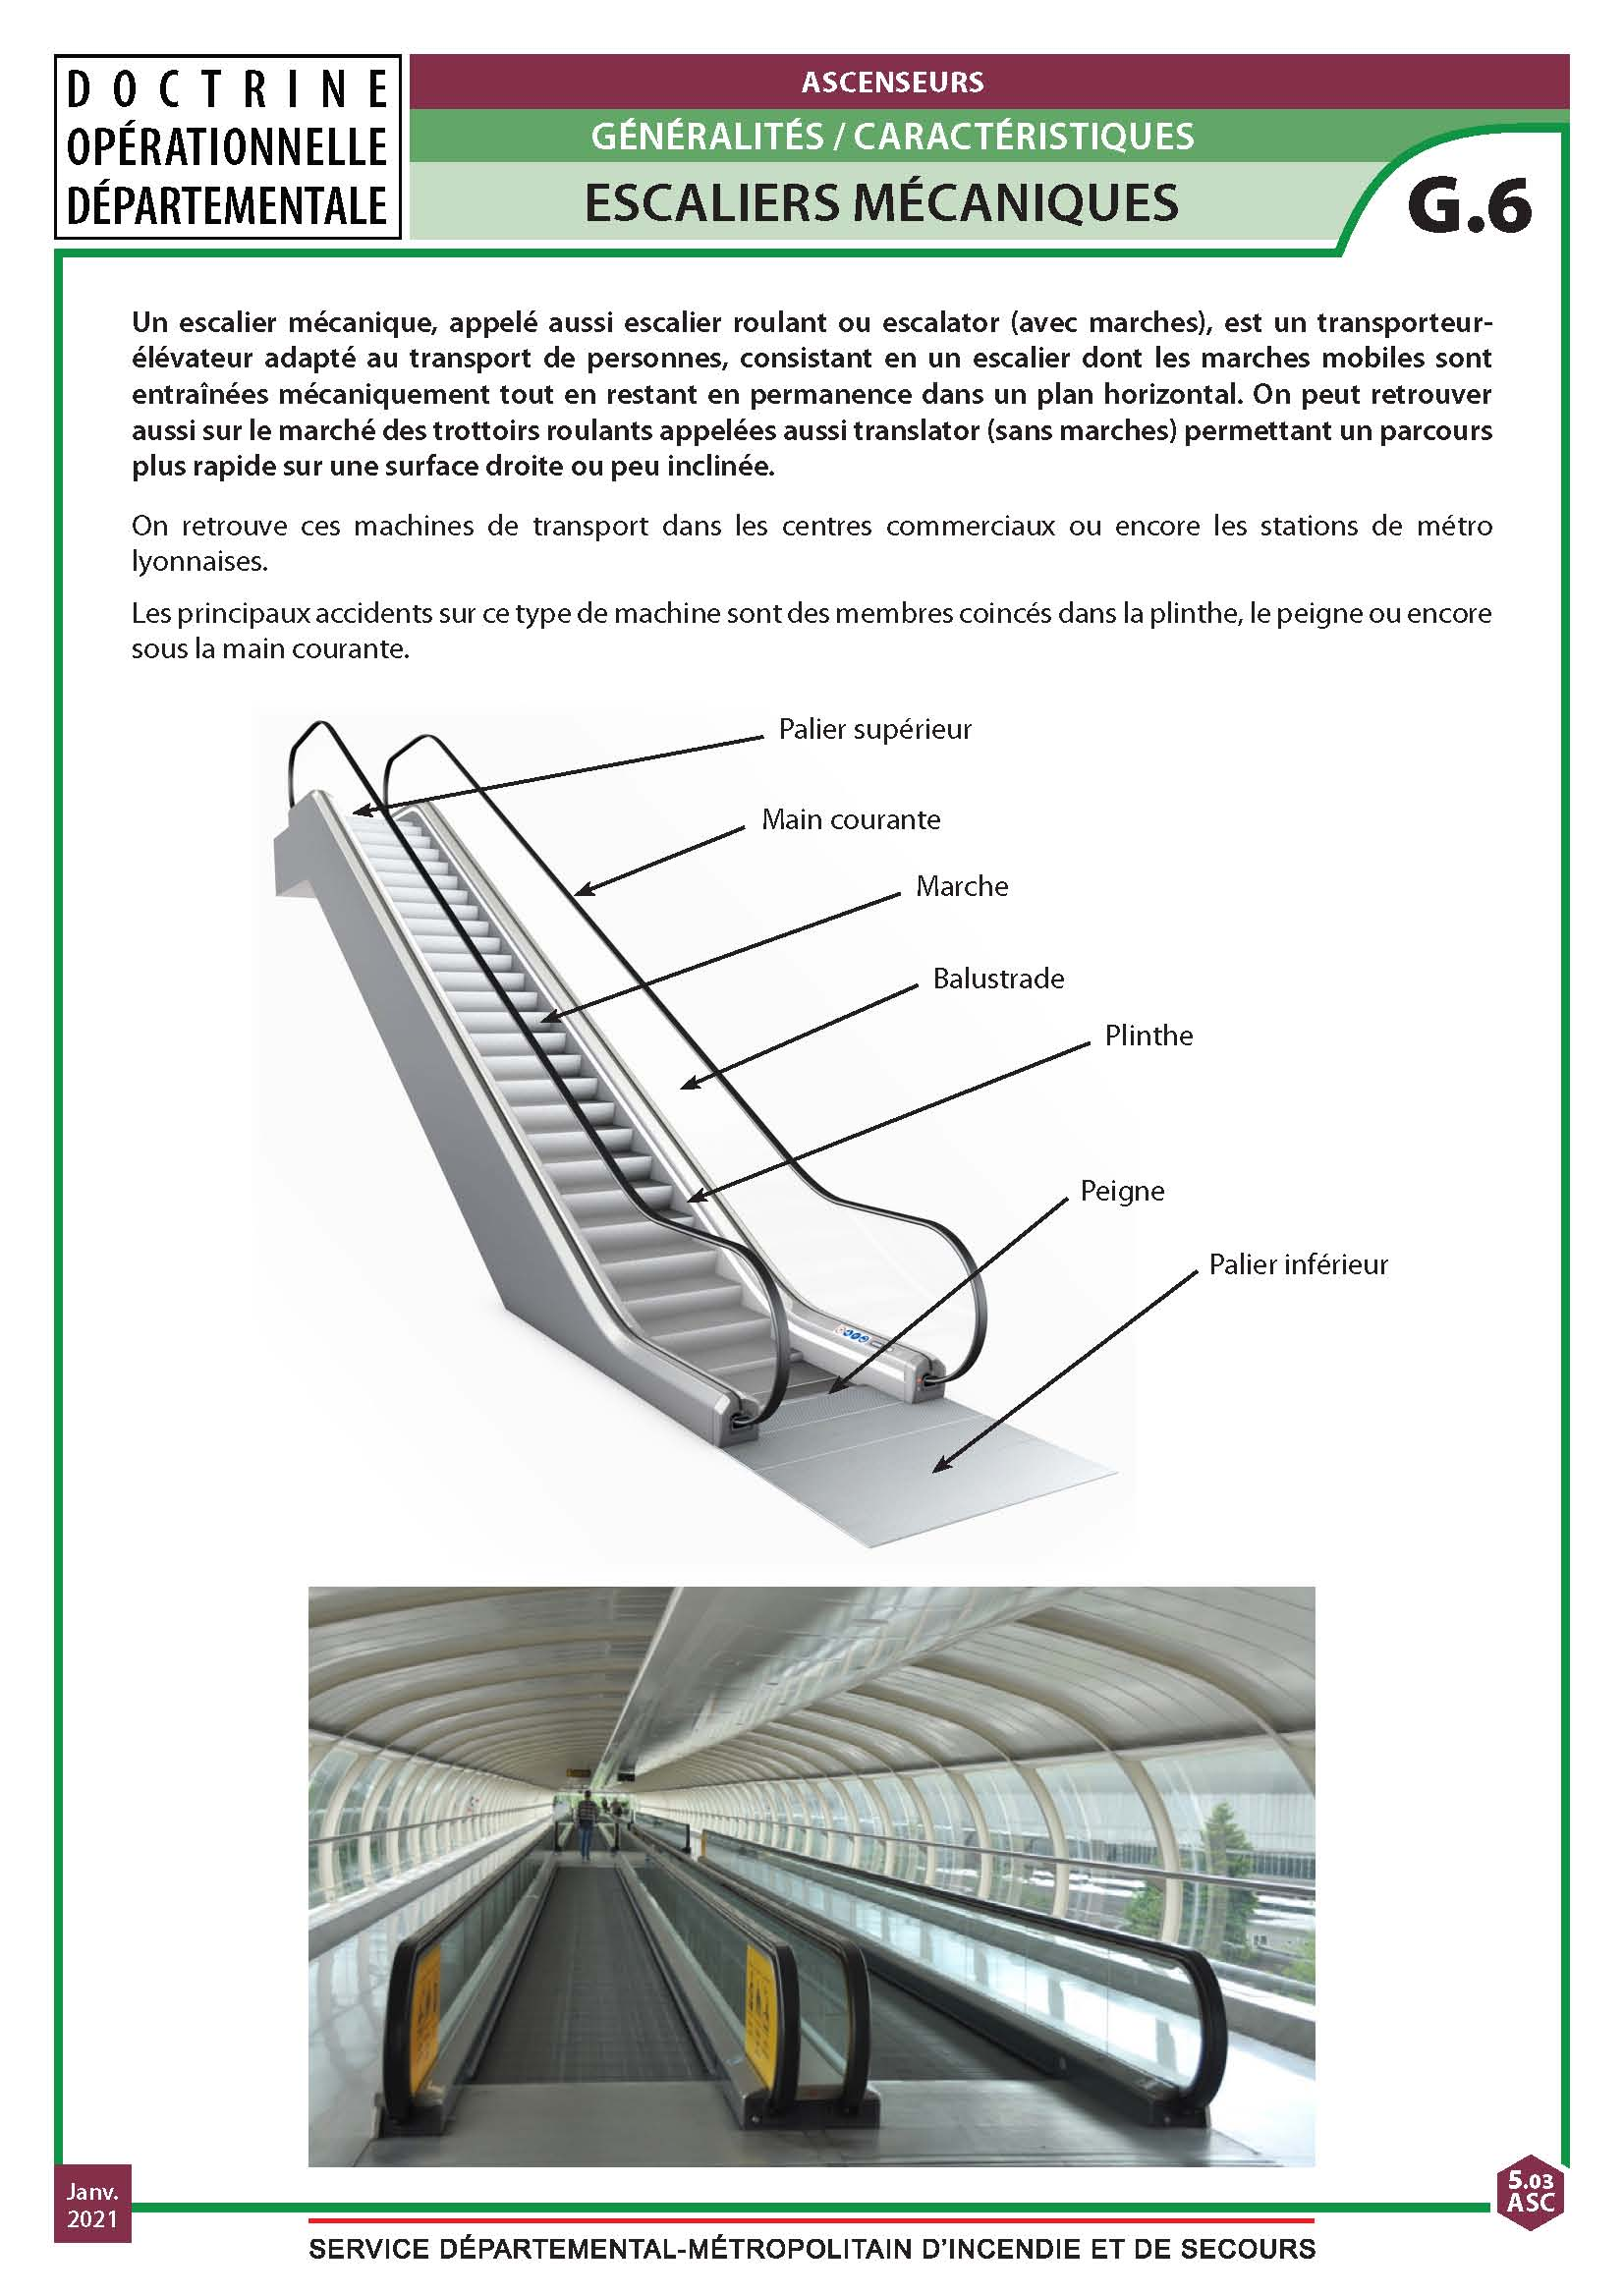 DOCTRINE
OPÉRATIONNELLE
DÉPARTEMENTALE
ASCENSEURS
GÉNÉRALITÉS / CARACTÉRISTIQUES
ESCALIERS MÉCANIQUES
G.6
Un escalier mécanique, appelé aussi escalier roulant ou escalator (avec marches), est un transporteur-
élévateur adapté au transport de personnes, consistant en un escalier dont les marches mobiles sont
entraînées mécaniquement tout en restant en permanence dans un plan horizontal. On peut retrouver
aussi sur le marché des trottoirs roulants appelées aussi translator (sans marches) permettant un parcours
plus rapide sur une surface droite ou peu inclinée.
On retrouve ces machines de transport dans les centres commerciaux ou encore les stations de métro
lyonnaises.
Les principaux accidents sur ce type de machine sont des membres coincés dans la plinthe, le peigne ou encore
sous la main courante.
Palier supérieur
Main courante
Marche
Balustrade
Plinthe
Peigne
Palier inférieur
Janv.
2021
5.03
ASC
SERVICE DÉPARTEMENTAL-MÉTROPOLITAIN D'INCENDIE ET DE SECOURS